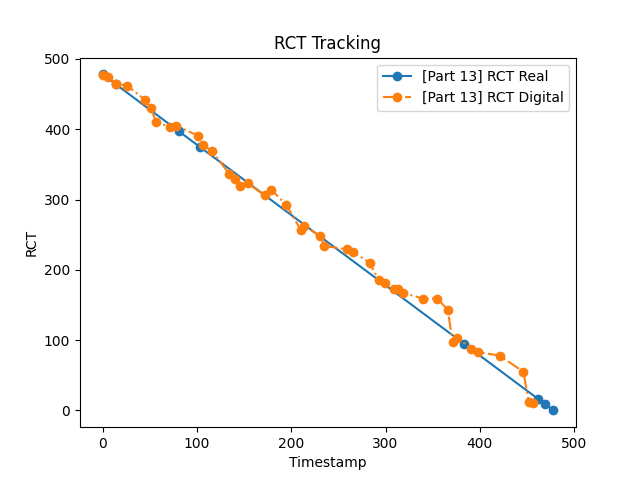 RCT Tracking
[Part 13] RCT Real
[Part 13] RCT Digital
RCT
500
400
300
200
100
0
0 100 200 300 400 500
Timestamp